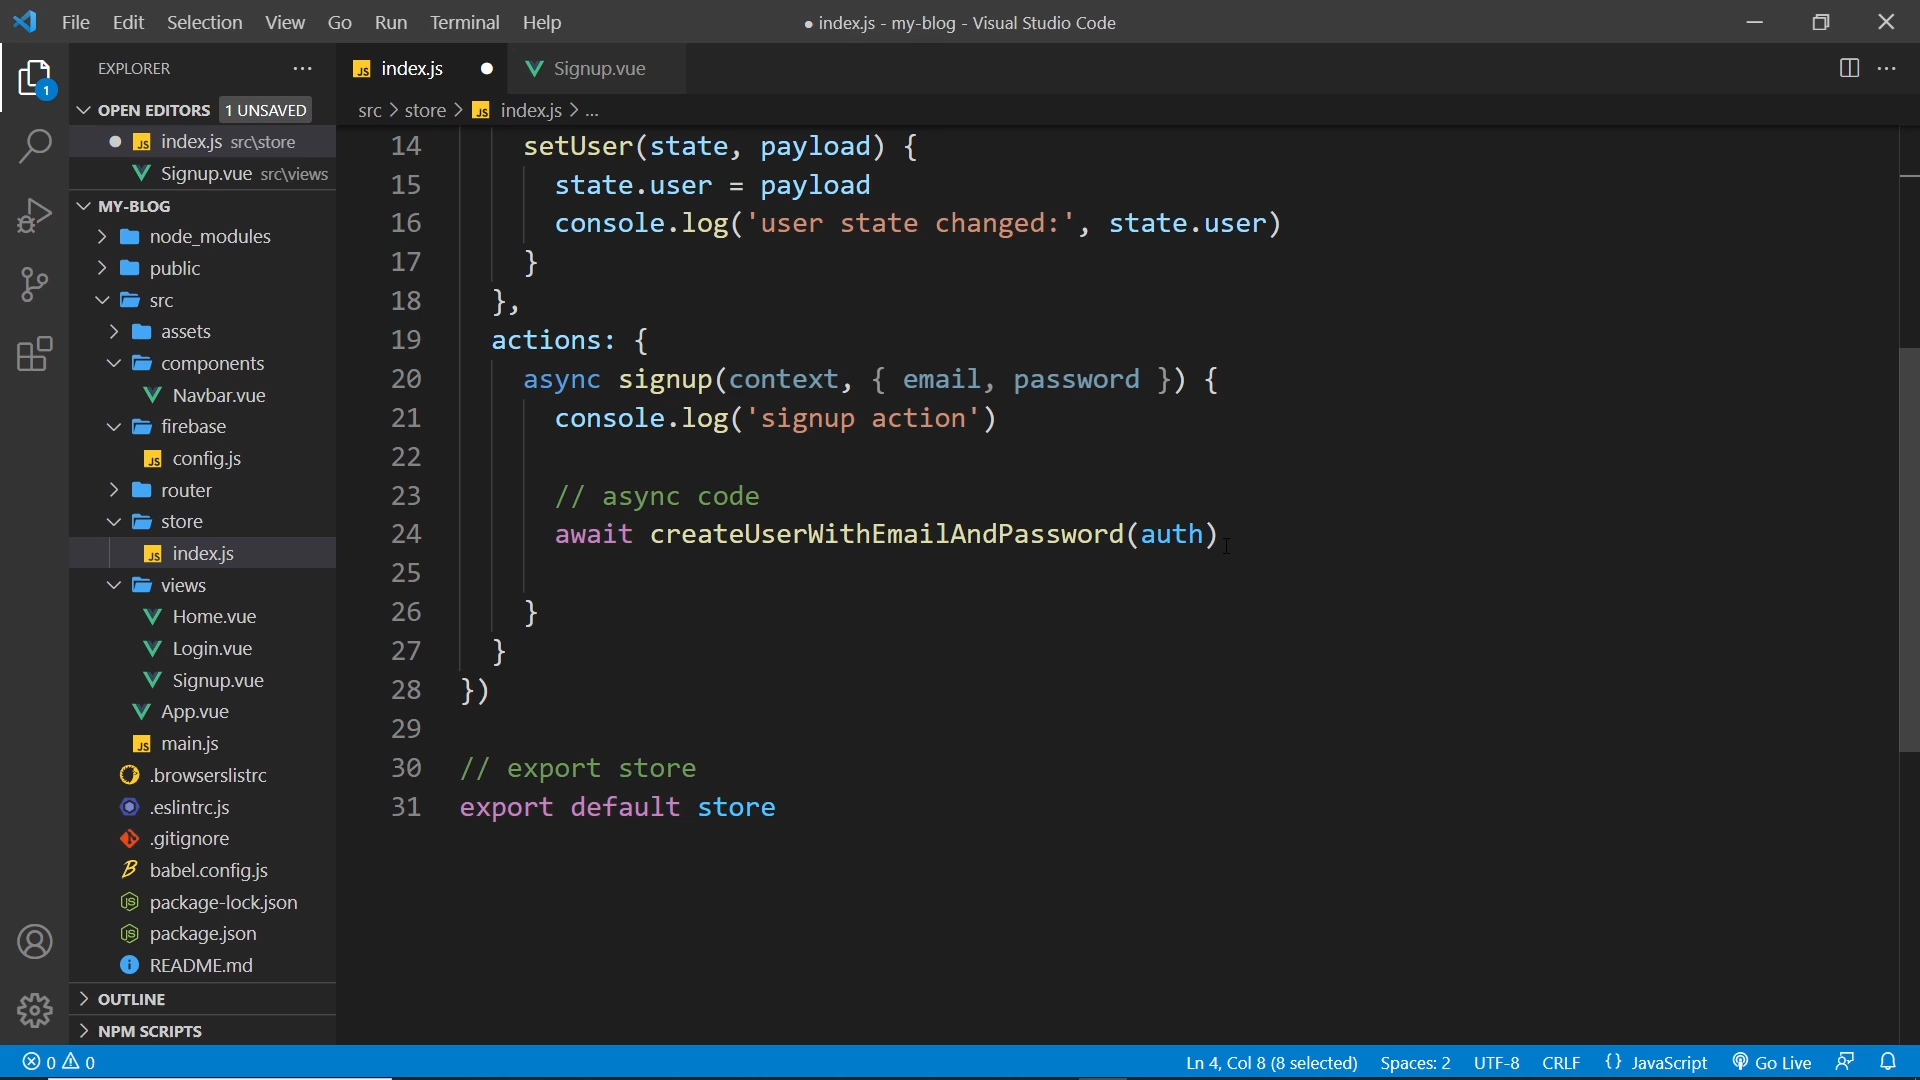 File Edit Selection View Go Run Terminal Help
● index.js - my-blog - Visual Studio Code
EXPLORER
index.js
Signup.vue
OPEN EDITORS 1 UNSAVED
src > store > JS index.js > ...
index.js src\store
Signup.vue src\views
MY-BLOG
node_modules
public
src
assets
components
Navbar.vue
firebase
JS config.js
router
store
JS index.js
views
Home.vue
Login.vue
Signup.vue
App.vue
JS main.js
.browserslistrc
.eslintrc.js
.gitignore
babel.config.js
package-lock.json
package.json
README.md
OUTLINE
NPM SCRIPTS
14 setUser(state, payload) {
15 state.user = payload
16 console.log('user state changed:', state.user)
17 }
18 },
19 actions: {
20 async signup(context, { email, password }) {
21 console.log('signup action')
22
23 // async code
24 await createUserWithEmailAndPassword(auth)
25
26 }
27 }
28 })
29
30 // export store
31 export default store
1
0 0
Ln 4, Col 8 (8 selected) Spaces: 2 UTF-8 CRLF {} JavaScript Go Live